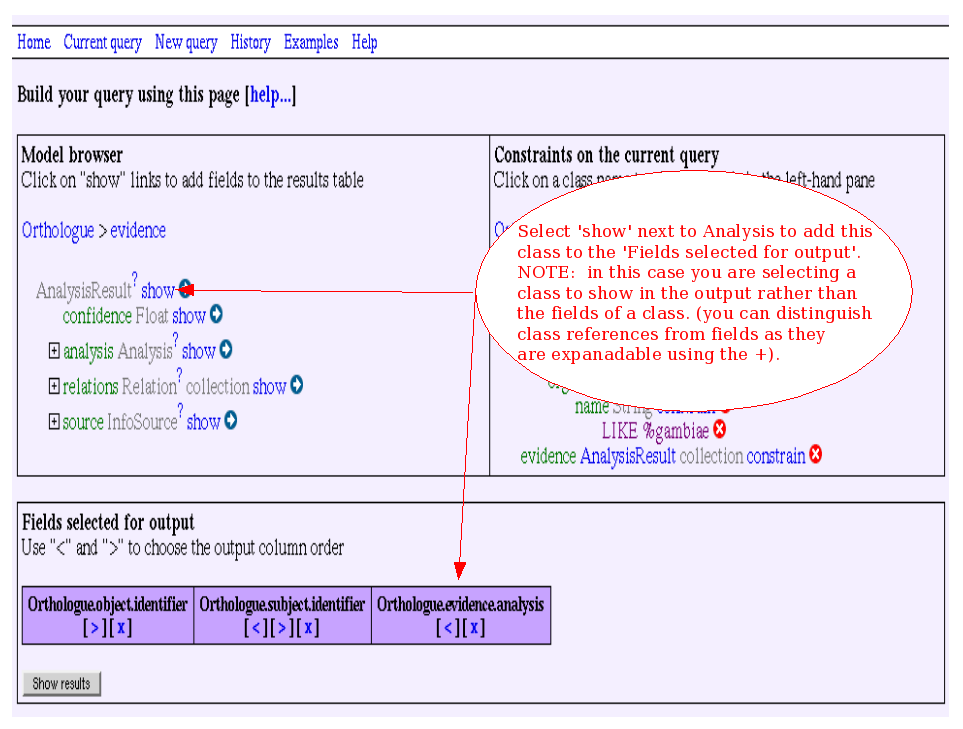 Home Current query New query History Examples Help
Build your query using this page [help...]
Model browser
Click on "show" links to add fields to the results table
Orthologue > evidence
AnalysisResult? show
confidence Float show
+ analysis Analysis? show
+ relations Relation? collection show
+ source InfoSource? show
Constraints on the current query
Click on a class the left-hand pane
Select 'show' next to Analysis to add this
class to the 'Fields selected for output'.
NOTE: in this case you are selecting a
class to show in the output rather than
the fields of a class. (you can distinguish
class references from fields as they
are expanadable using the +).
name String
LIKE %gambiae
evidence AnalysisResult collection constrain
Fields selected for output
Use "<" and ">" to choose the output column order
Orthologue.object.identifier Orthologue.subject.identifier Orthologue.evidence.analysis
[>][x] [<][>][x] [<][x]
Show results